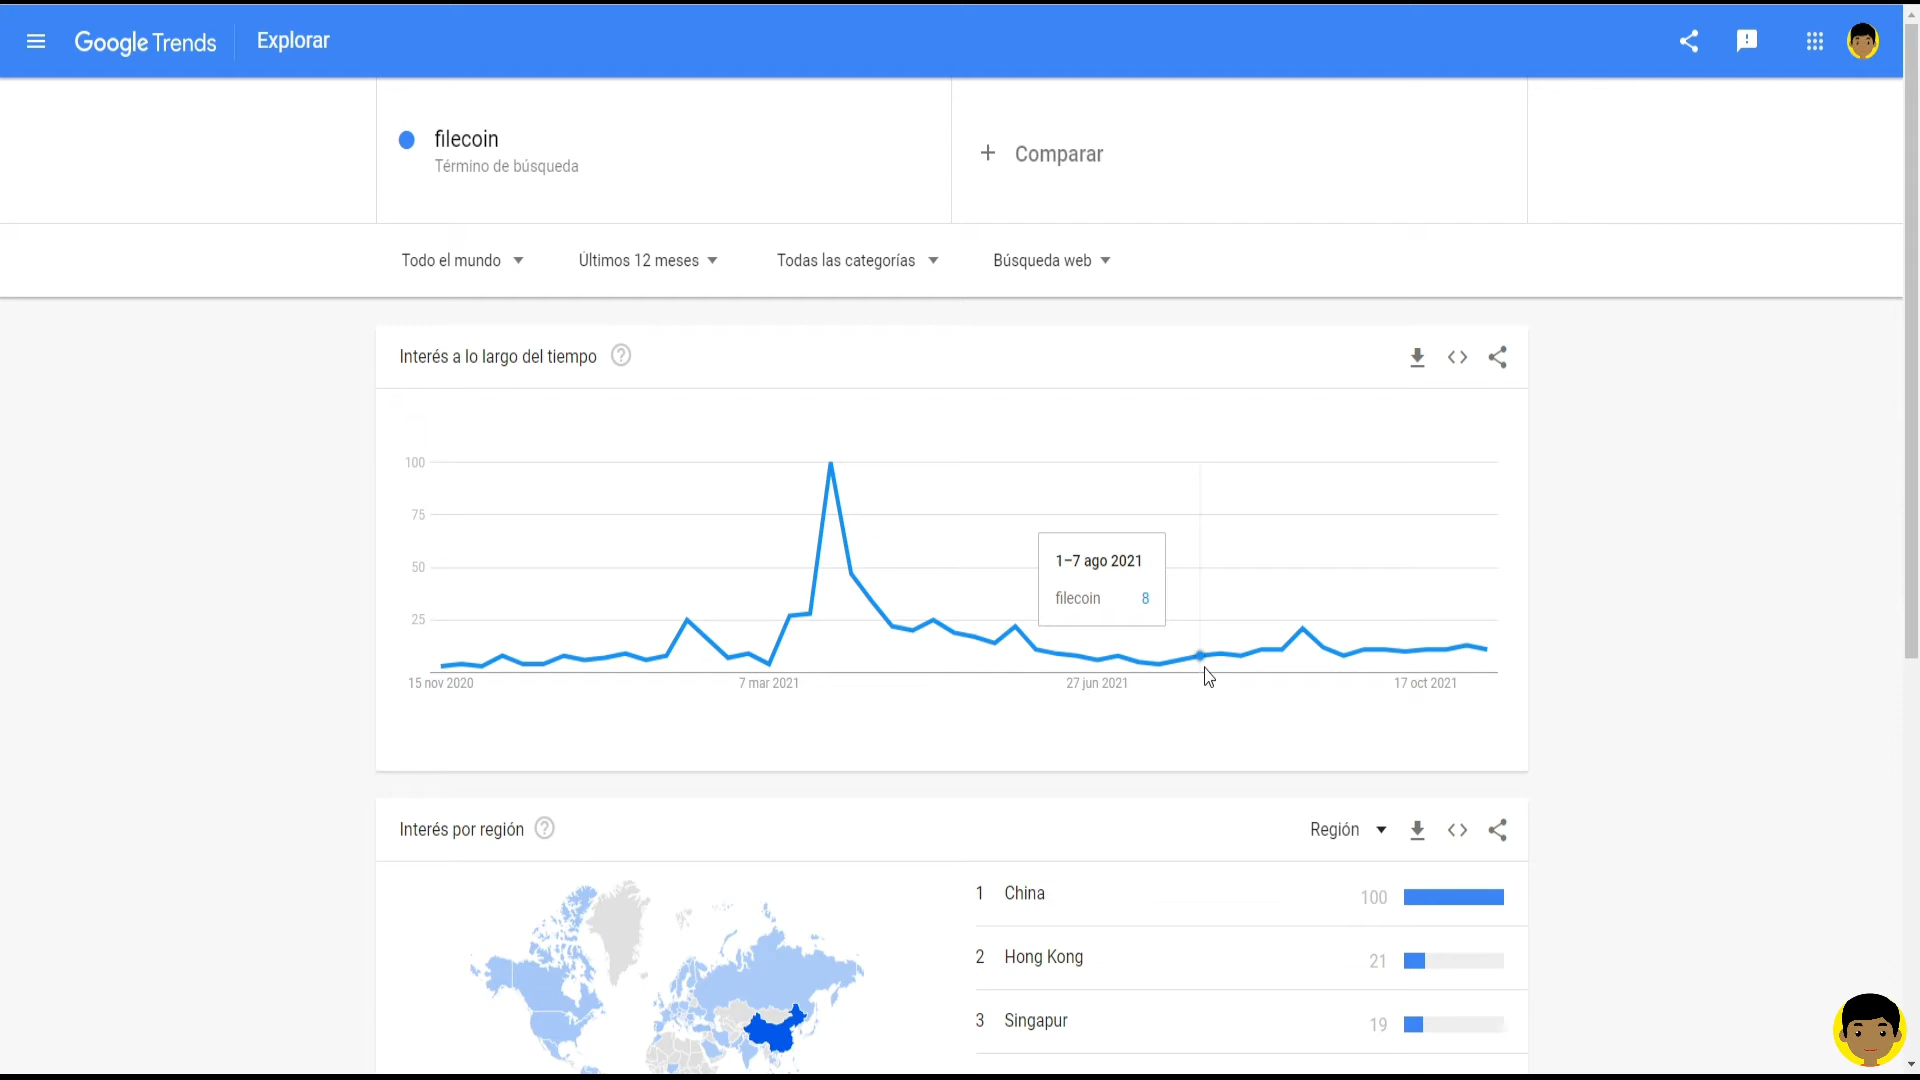 Google Trends Explorar
filecoin
Término de búsqueda
+ Comparar
Todo el mundo Últimos 12 meses Todas las categorías Búsqueda web
Interés a lo largo del tiempo ?
100
75
50
25
1–7 ago 2021
filecoin 8
15 nov 2020 7 mar 2021 27 jun 2021 17 oct 2021
Interés por región ? Región
1 China 100
2 Hong Kong 21
3 Singapur 19